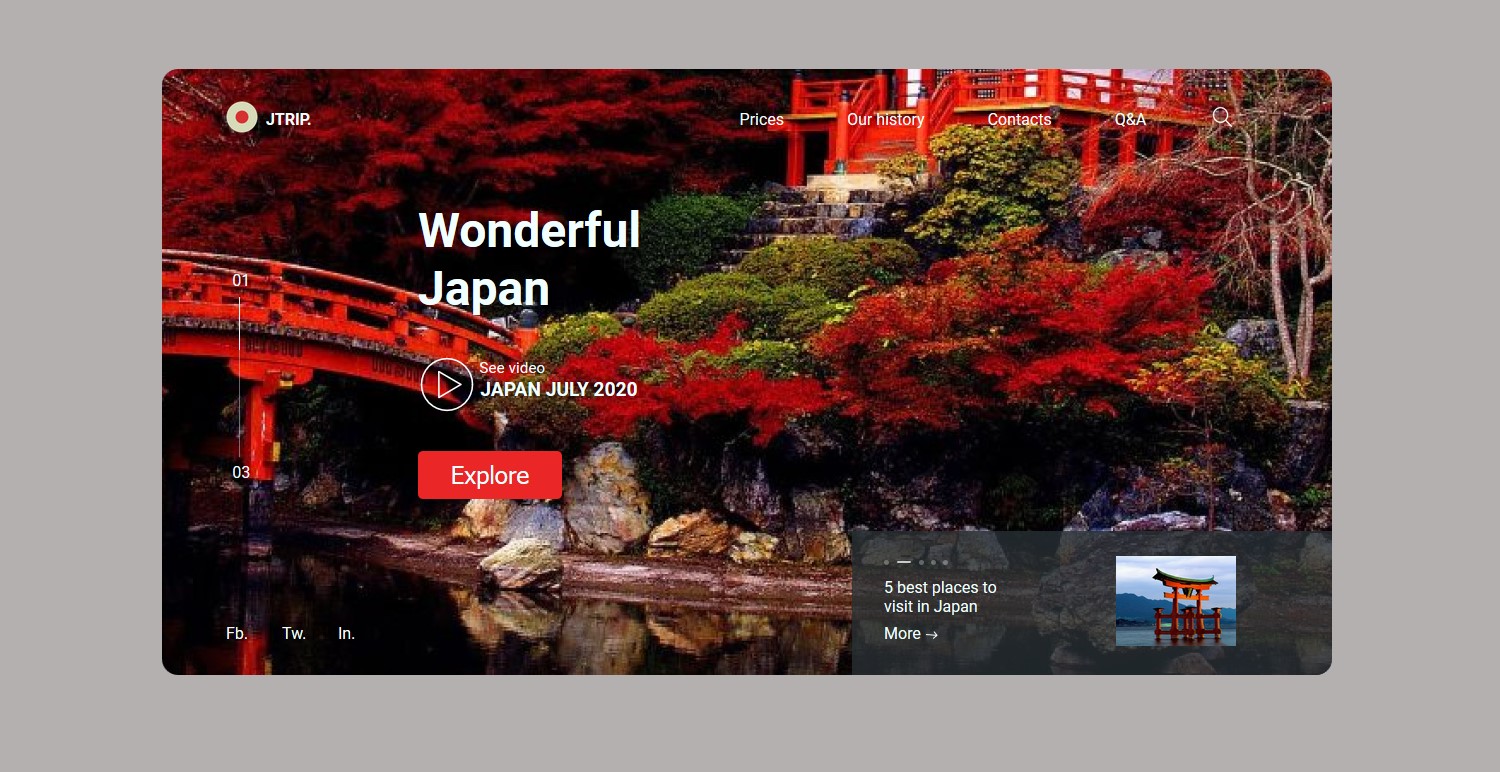 JTRIP.
Prices
Our history
Contacts
Q&A
Wonderful
Japan
01
03
See video
JAPAN JULY 2020
Explore
5 best places to
visit in Japan
More →
Fb.
Tw.
In.